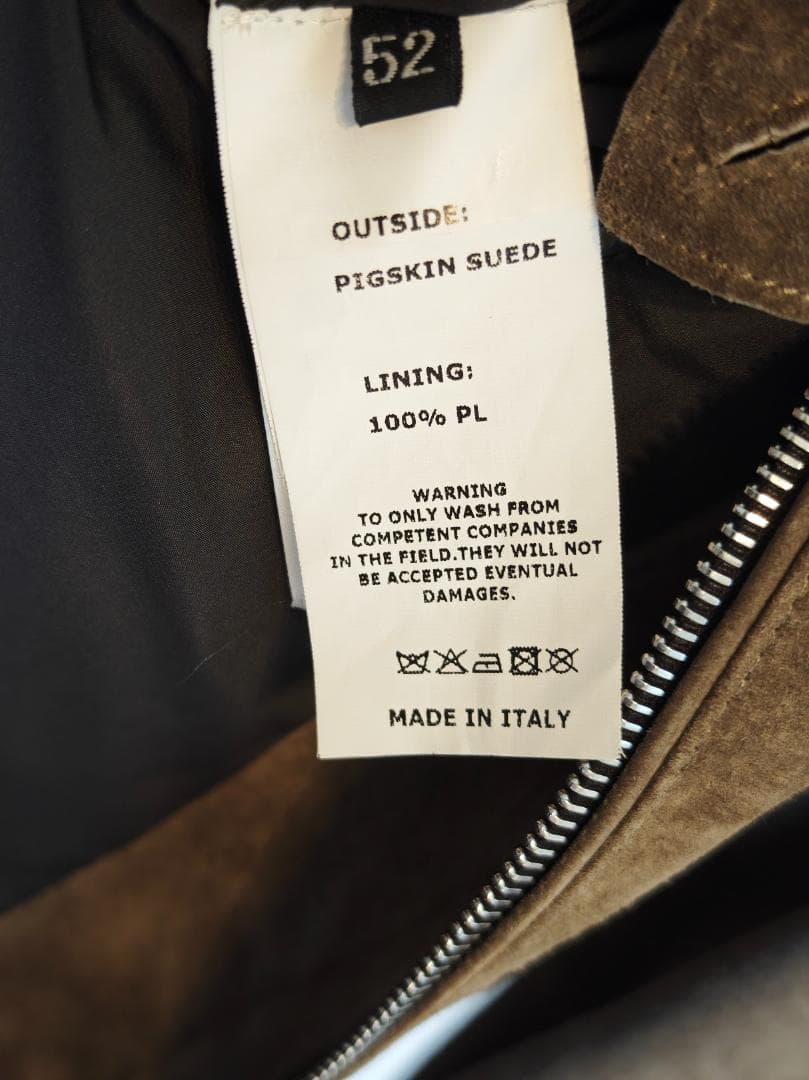 52
OUTSIDE:
PIGSKIN SUEDE
LINING:
100% PL
WARNING
TO ONLY WASH FROM
COMPETENT COMPANIES
IN THE FIELD.THEY WILL NOT
BE ACCEPTED EVENTUAL
DAMAGES.
MADE IN ITALY